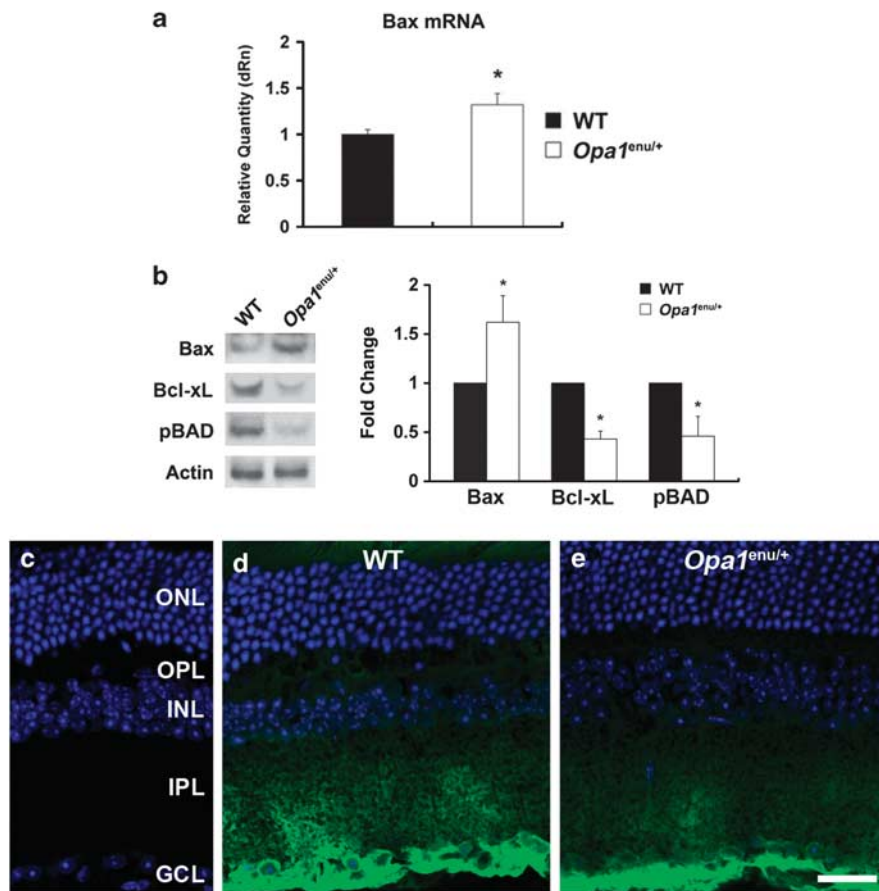 a
Bax mRNA
Relative Quantity (dRn)
2
1.5
1
0.5
0
*
WT
Opa1enu/+
b
WT
Opa1enu/+
Bax
Bcl-xL
pBAD
Actin
Fold Change
2
1.5
1
0.5
0
*
*
*
WT
Opa1enu/+
Bax
Bcl-xL
pBAD
c
ONL
OPL
INL
IPL
GCL
d
WT
e
Opa1enu/+